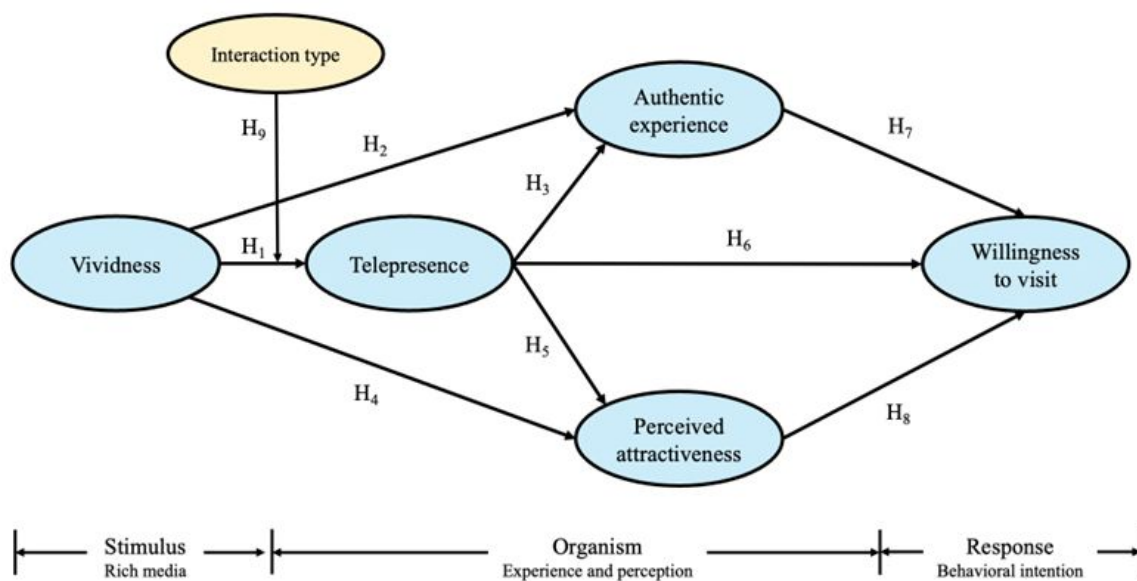 Interaction type
Authentic
experience
H₉
H₂
H₇
H₃
Vividness
H₁
Telepresence
H₆
Willingness
to visit
H₅
H₄
Perceived
attractiveness
H₈
Stimulus
Rich media
Organism
Experience and perception
Response
Behavioral intention